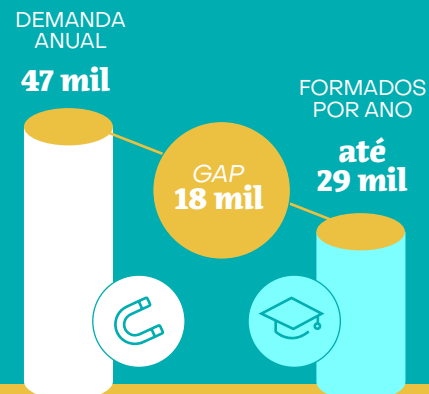 DEMANDA
ANUAL
47 mil
GAP
18 mil
FORMADOS
POR ANO
até
29 mil